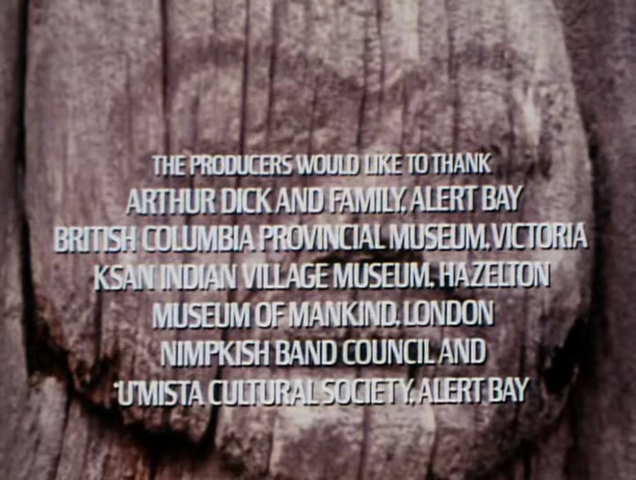 THE PRODUCERS WOULD LIKE TO THANK
ARTHUR DICK AND FAMILY, ALERT BAY
BRITISH COLUMBIA PROVINCIAL MUSEUM, VICTORIA
KSAN INDIAN VILLAGE MUSEUM, HAZELTON
MUSEUM OF MANKIND, LONDON
NIMPKISH BAND COUNCIL AND
'U'MISTA CULTURAL SOCIETY, ALERT BAY